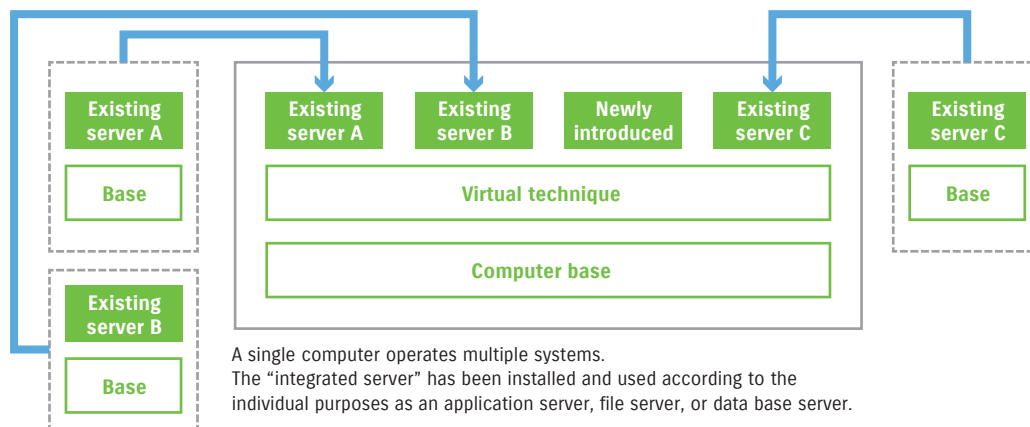 Existing
server A
Base
Existing
server B
Base
Existing
server A
Existing
server B
Newly
introduced
Existing
server C
Virtual technique
Computer base
Existing
server C
Base
A single computer operates multiple systems.
The “integrated server” has been installed and used according to the
individual purposes as an application server, file server, or data base server.